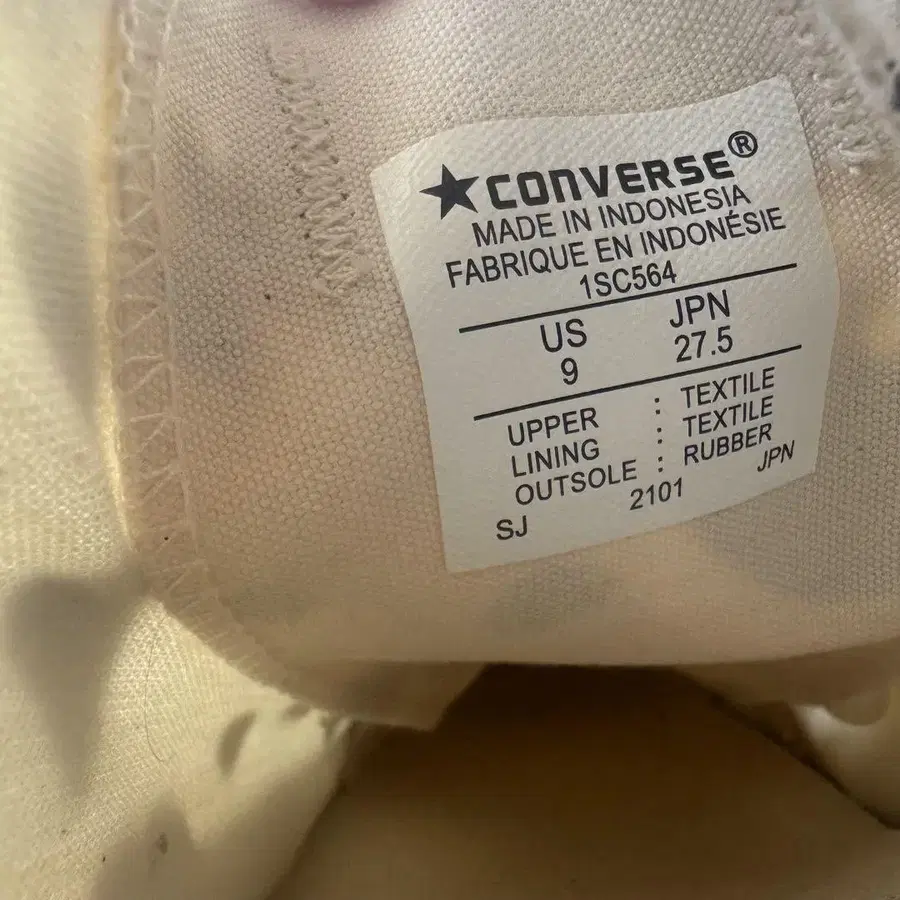 ★CONVERSE®
MADE IN INDONESIA
FABRIQUE EN INDONÉSIE
1SC564
US JPN
9 27.5
UPPER : TEXTILE
LINING : TEXTILE
OUTSOLE : RUBBER
SJ 2101 JPN